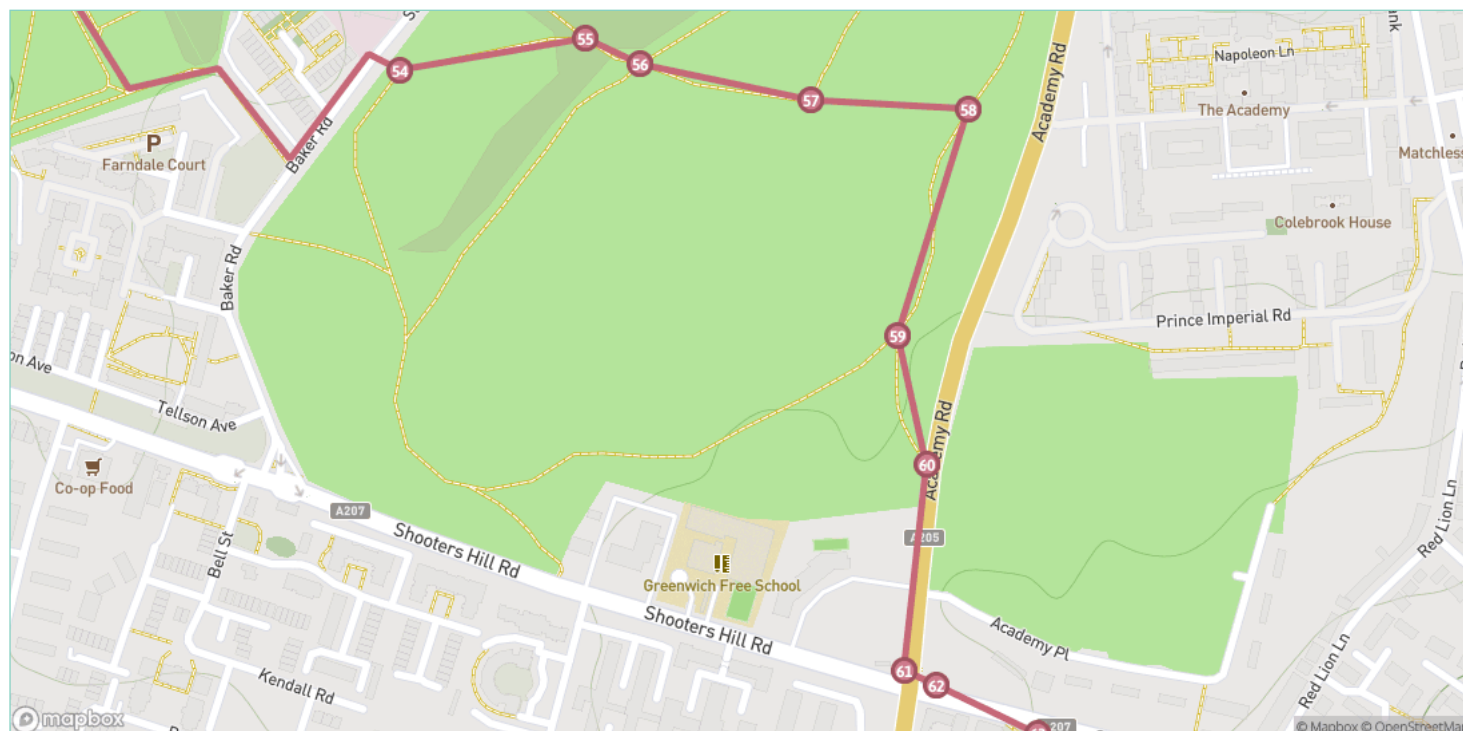 55
56
54
57
58
Baker Rd
Farndale Court
Academy Rd
Napoleon Ln
The Academy
Matchless
Colebrook House
Baker Rd
Prince Imperial Rd
59
Tellson Ave
Co-op Food
A207
Bell St
Shooters Hill Rd
60
Academy Rd
A205
Greenwich Free School
Shooters Hill Rd
Academy Pl
Red Lion Ln
Red Lion Ln
61
62
Kendall Rd
207
mapbox
© Mapbox © OpenStreetMap